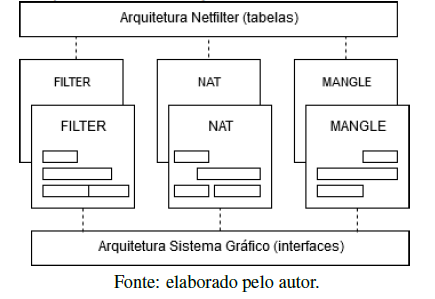 Arquitetura Netfilter (tabelas)
FILTER
NAT
MANGLE
FILTER
NAT
MANGLE
Arquitetura Sistema Gráfico (interfaces)
Fonte: elaborado pelo autor.